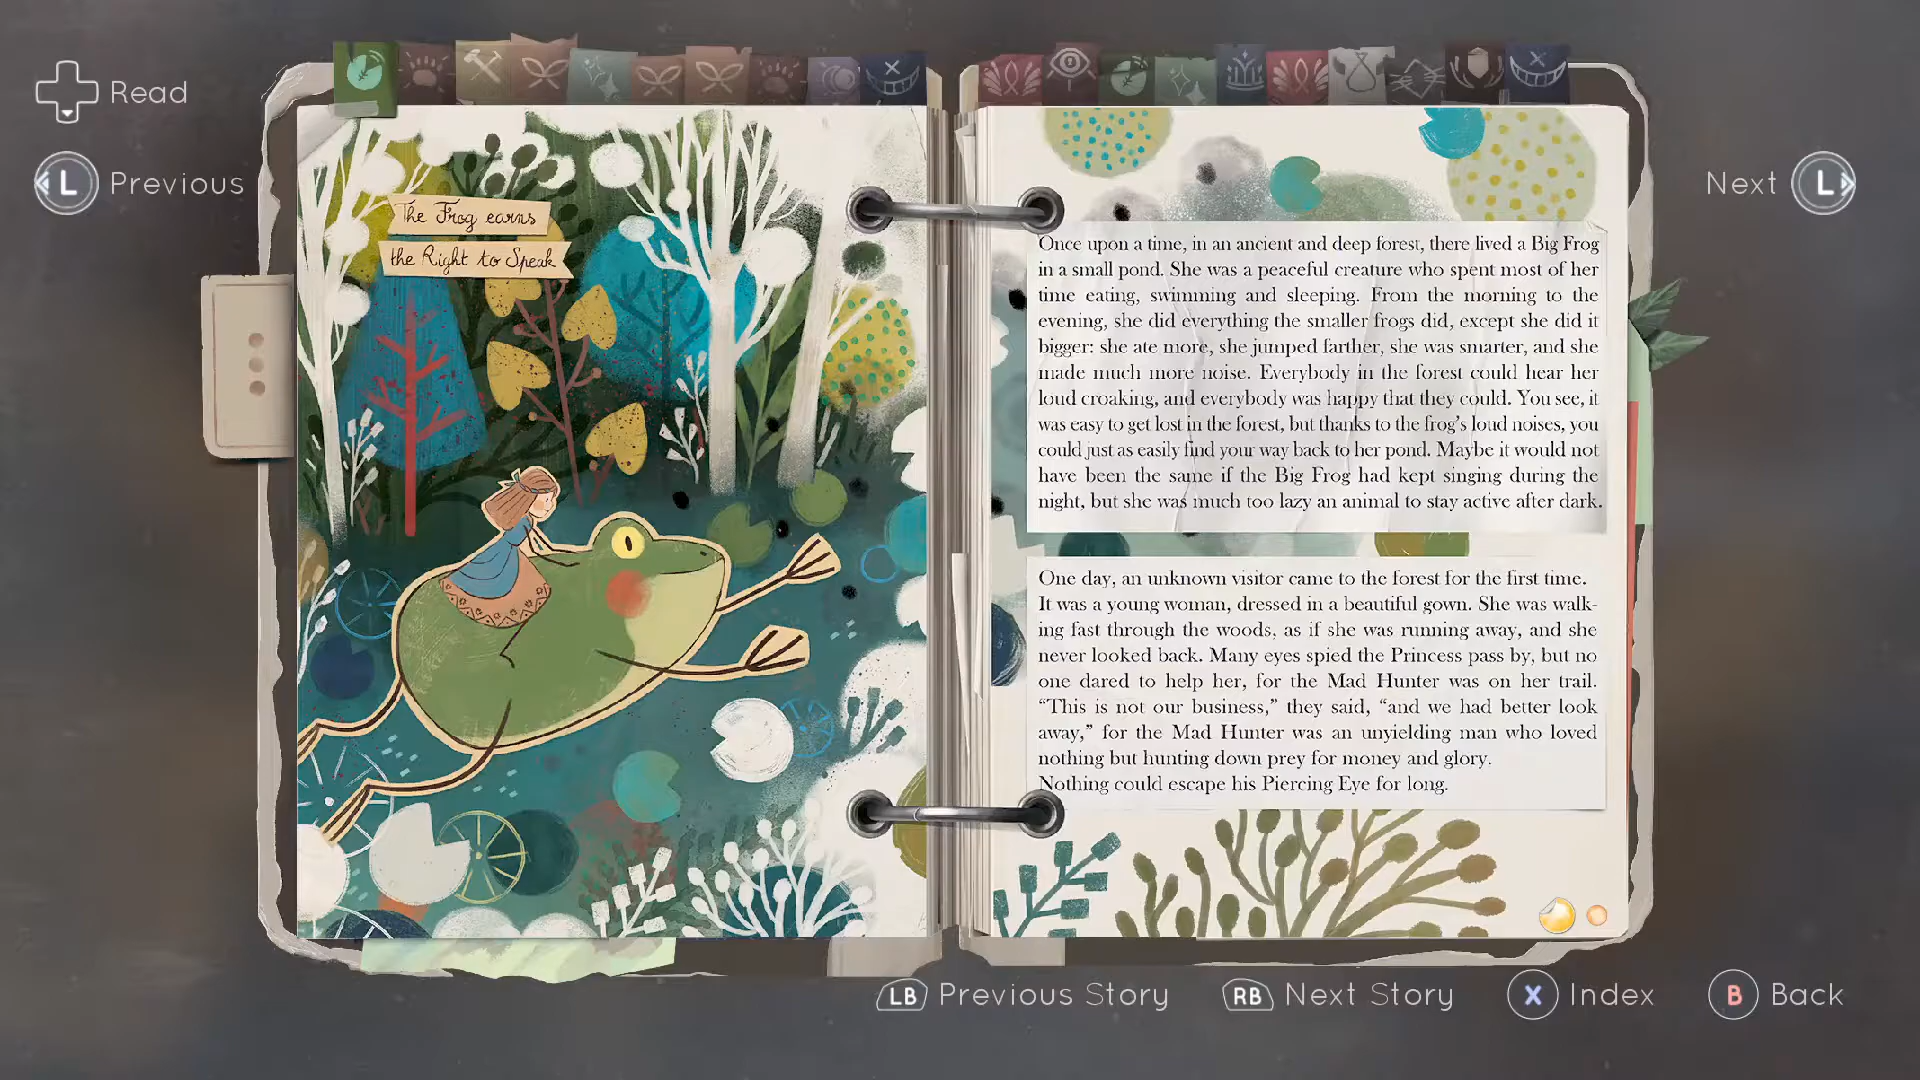 Read
L Previous
Next L
The Frog earns
the Right to Speak
Once upon a time, in an ancient and deep forest, there lived a Big Frog
in a small pond. She was a peaceful creature who spent most of her
time eating, swimming and sleeping. From the morning to the
evening, she did everything the smaller frogs did, except she did it
bigger: she ate more, she jumped farther, she was smarter, and she
made much more noise. Everybody in the forest could hear her
loud croaking, and everybody was happy that they could. You see, it
was easy to get lost in the forest, but thanks to the frog’s loud noises, you
could just as easily find your way back to her pond. Maybe it would not
have been the same if the Big Frog had kept singing during the
night, but she was much too lazy an animal to stay active after dark.
One day, an unknown visitor came to the forest for the first time.
It was a young woman, dressed in a beautiful gown. She was walk-
ing fast through the woods, as if she was running away, and she
never looked back. Many eyes spied the Princess pass by, but no
one dared to help her, for the Mad Hunter was on her trail.
“This is not our business,” they said, “and we had better look
away,” for the Mad Hunter was an unyielding man who loved
nothing but hunting down prey for money and glory.
Nothing could escape his Piercing Eye for long.
LB Previous Story RB Next Story X Index B Back